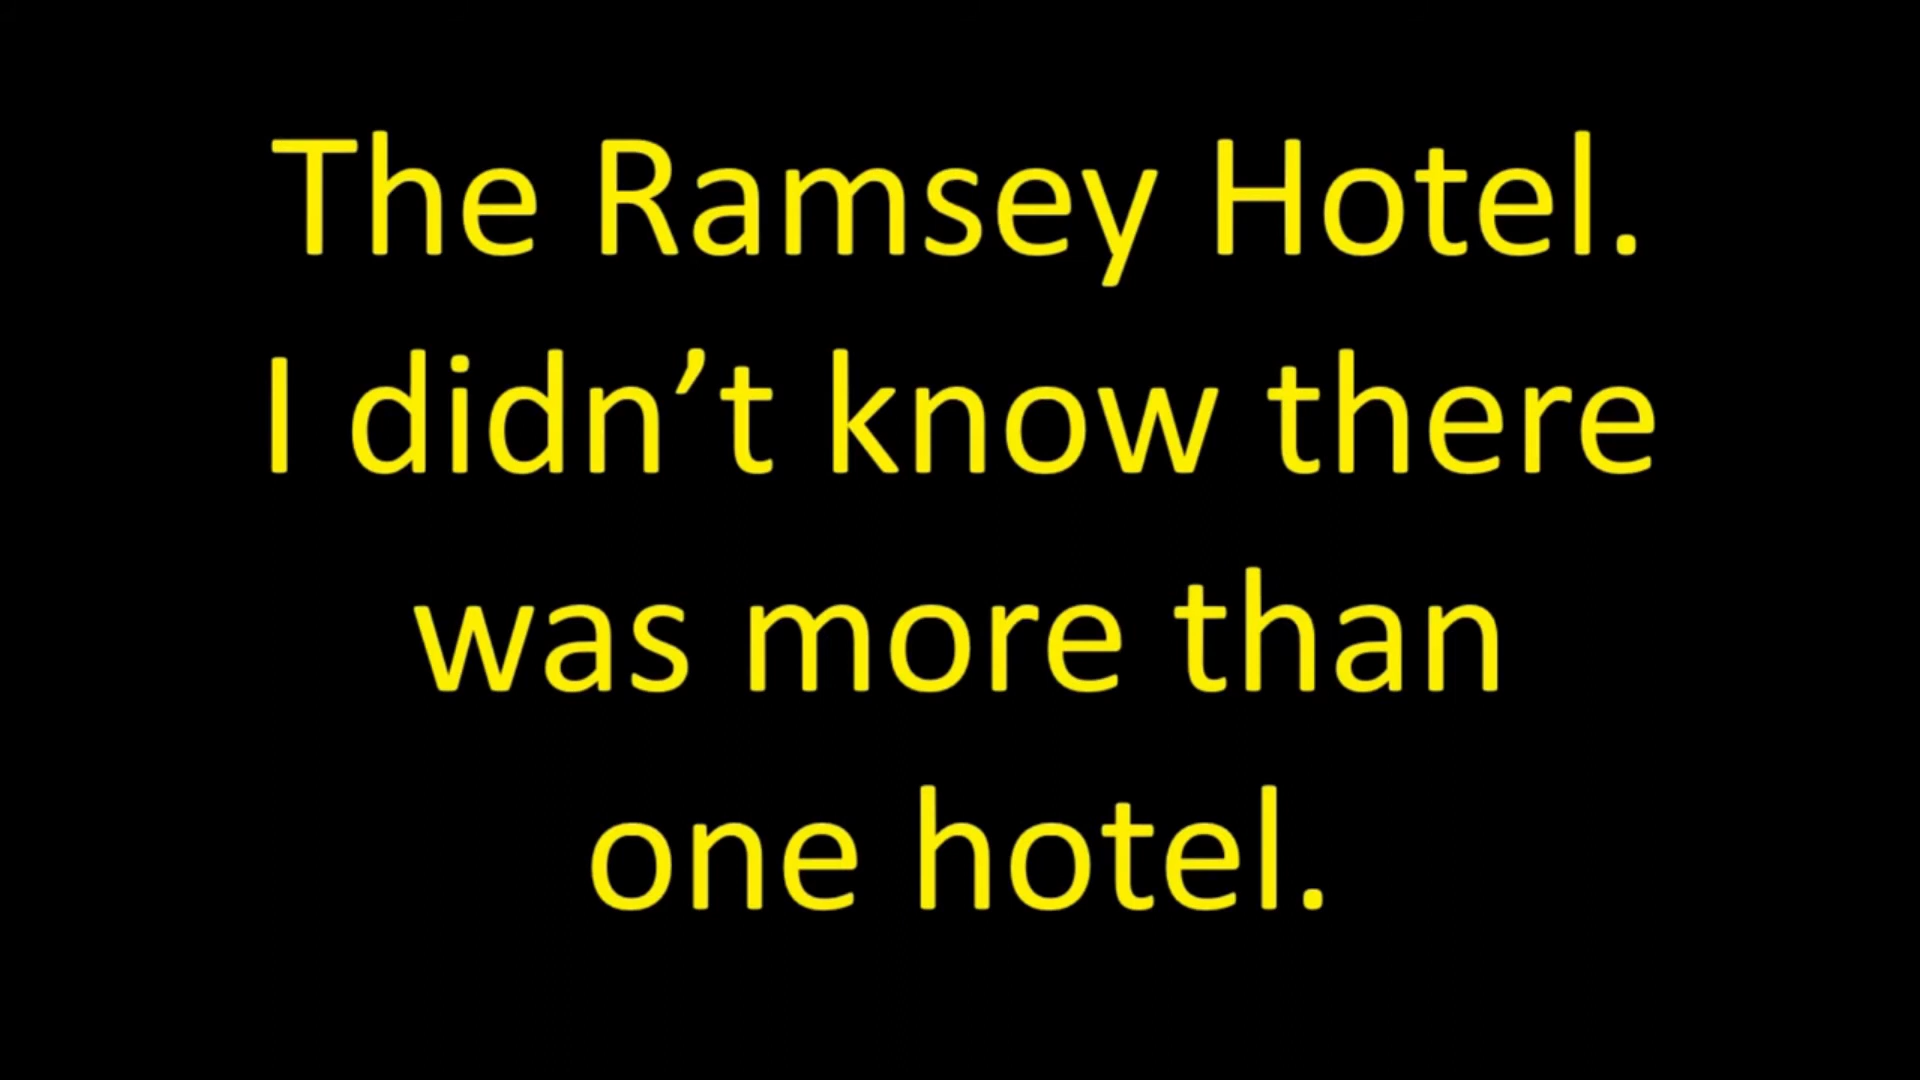 The Ramsey Hotel.
I didn’t know there
was more than
one hotel.